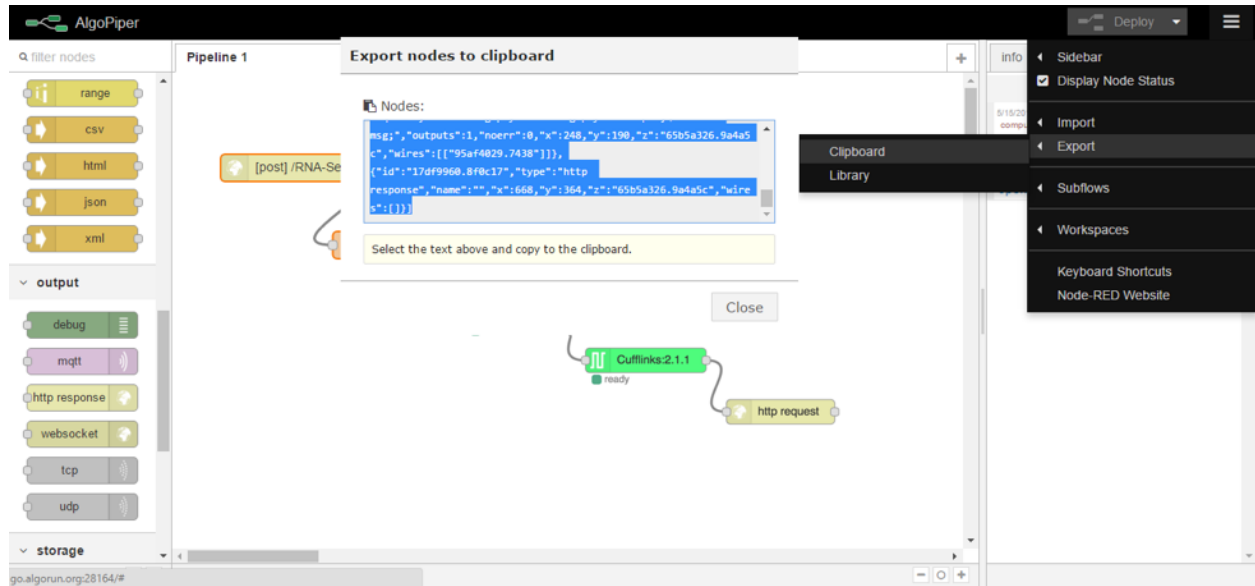 AlgoPiper
Deploy
filter nodes
range
csv
html
json
xml
output
debug
mqtt
http response
websocket
tcp
udp
storage
go.algorun.org:28164/#
Pipeline 1
[post] /RNA-Se
Export nodes to clipboard
Nodes:
msg;","outputs":1,"noerr":0,"x":248,"y":190,"z":"65b5a326.9a4a5
c","wires":[["95af4029.7438"]]},
{"id":"17df9960.8f0c17","type":"http
response","name":"","x":668,"y":364,"z":"65b5a326.9a4a5c","wire
s":[]}]
Select the text above and copy to the clipboard.
Close
Cufflinks:2.1.1
ready
http request
info
5/15/20
compu
Sidebar
Display Node Status
Import
Export
Clipboard
Library
Subflows
Workspaces
Keyboard Shortcuts
Node-RED Website